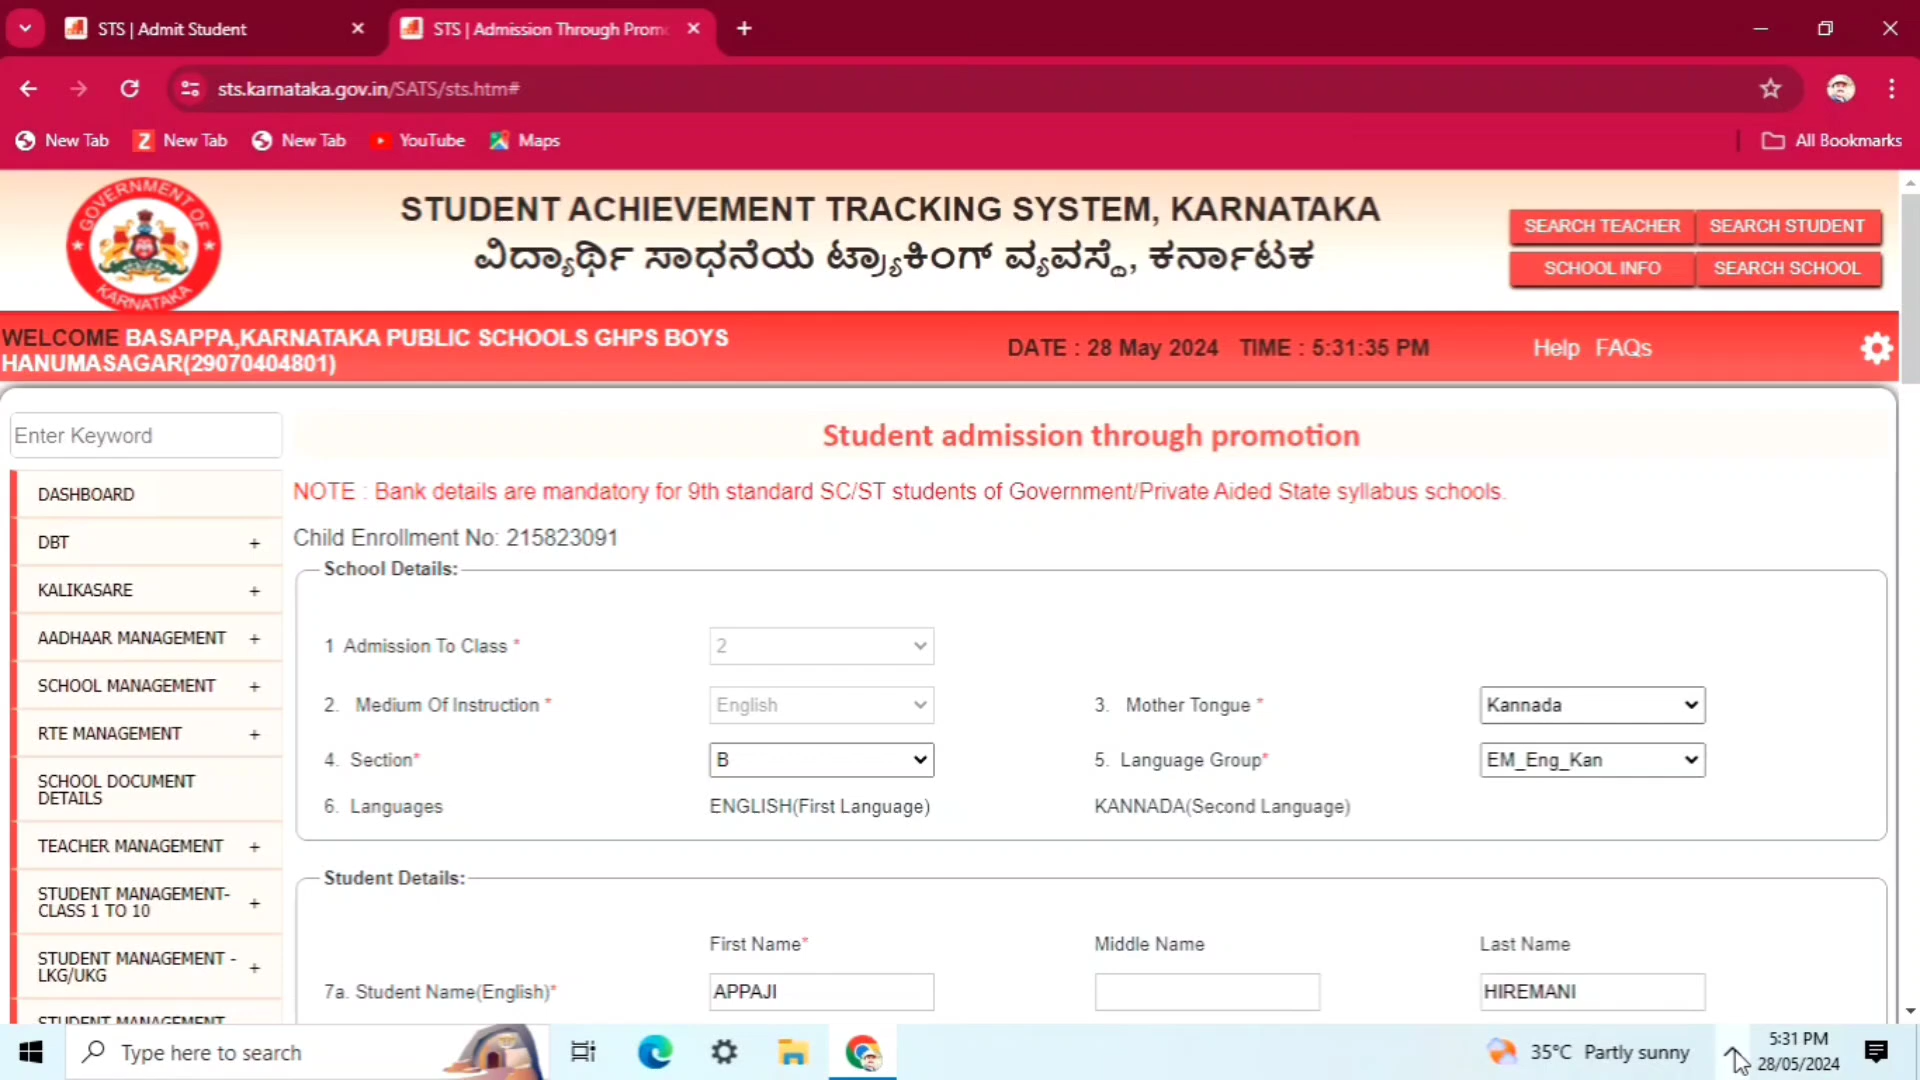 STS | Admit Student
STS | Admission Through Prom
sts.karnataka.gov.in/SATS/sts.htm#
New Tab
New Tab
New Tab
YouTube
Maps
All Bookmarks
GOVERNMENT OF
KARNATAKA
STUDENT ACHIEVEMENT TRACKING SYSTEM, KARNATAKA
ವಿದ್ಯಾರ್ಥಿ ಸಾಧನೆಯ ಟ್ರ್ಯಾಕಿಂಗ್ ವ್ಯವಸ್ಥೆ, ಕರ್ನಾಟಕ
SEARCH TEACHER
SEARCH STUDENT
SCHOOL INFO
SEARCH SCHOOL
WELCOME BASAPPA,KARNATAKA PUBLIC SCHOOLS GHPS BOYS
HANUMASAGAR(29070404801)
DATE : 28 May 2024 TIME : 5:31:35 PM
Help FAQs
Enter Keyword
DASHBOARD
DBT +
KALIKASARE +
AADHAAR MANAGEMENT +
SCHOOL MANAGEMENT +
RTE MANAGEMENT +
SCHOOL DOCUMENT
DETAILS
TEACHER MANAGEMENT +
STUDENT MANAGEMENT-
CLASS 1 TO 10 +
STUDENT MANAGEMENT -
LKG/UKG +
STUDENT MANAGEMENT
Student admission through promotion
NOTE : Bank details are mandatory for 9th standard SC/ST students of Government/Private Aided State syllabus schools.
Child Enrollment No: 215823091
School Details:
1 Admission To Class * 2
2. Medium Of Instruction * English
3. Mother Tongue * Kannada
4. Section* B
5. Language Group* EM_Eng_Kan
6. Languages ENGLISH(First Language) KANNADA(Second Language)
Student Details:
First Name* Middle Name Last Name
7a. Student Name(English)* APPAJI HIREMANI
Type here to search
35°C Partly sunny
5:31 PM
28/05/2024